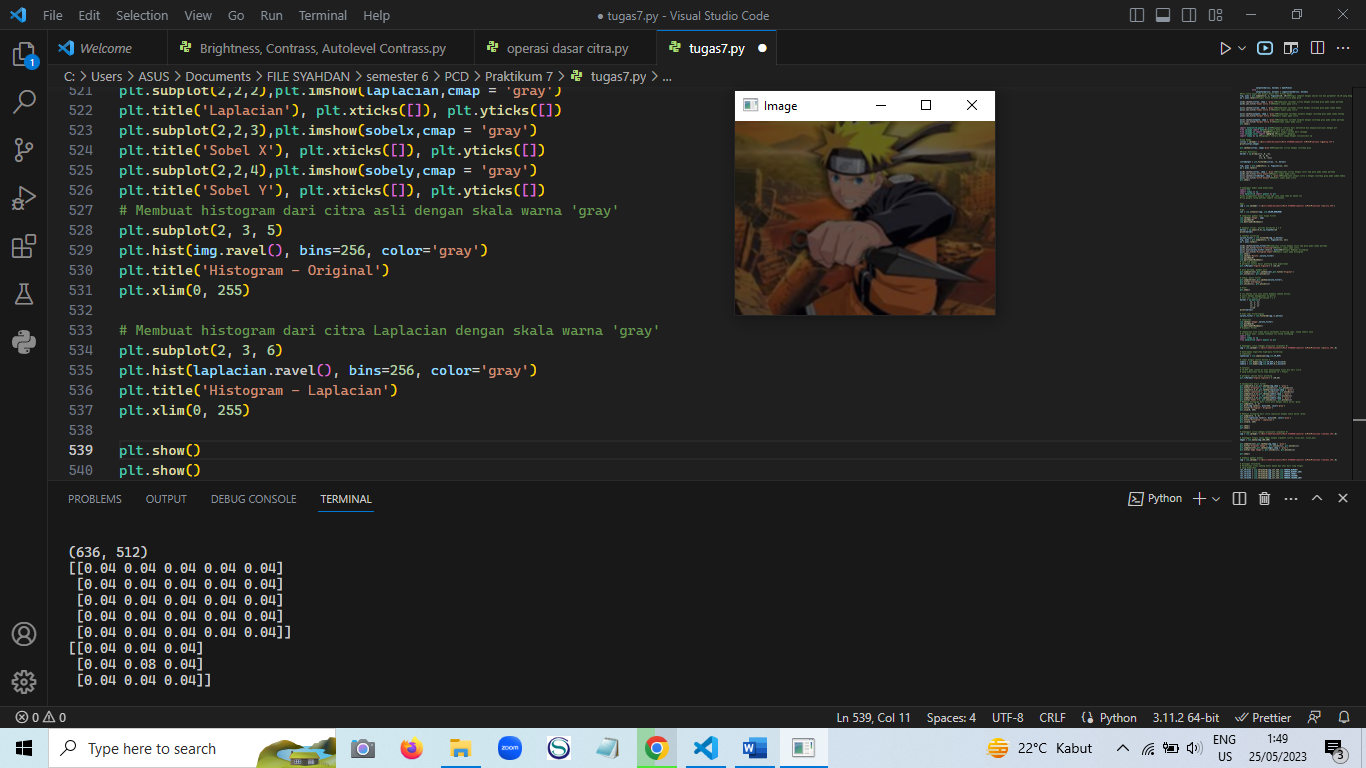 File Edit Selection View Go Run Terminal Help
● tugas7.py - Visual Studio Code
Welcome
Brightness, Contrass, Autolevel Contrass.py
operasi dasar citra.py
tugas7.py ●
C: > Users > ASUS > Documents > FILE SYAHDAN > semester 6 > PCD > Praktikum 7 > tugas7.py > ...
521 plt.subplot(2,2,2),plt.imshow(laplacian,cmap = 'gray')
522 plt.title('Laplacian'), plt.xticks([]), plt.yticks([])
523 plt.subplot(2,2,3),plt.imshow(sobelx,cmap = 'gray')
524 plt.title('Sobel X'), plt.xticks([]), plt.yticks([])
525 plt.subplot(2,2,4),plt.imshow(sobely,cmap = 'gray')
526 plt.title('Sobel Y'), plt.xticks([]), plt.yticks([])
527 # Membuat histogram dari citra asli dengan skala warna 'gray'
528 plt.subplot(2, 3, 5)
529 plt.hist(img.ravel(), bins=256, color='gray')
530 plt.title('Histogram - Original')
531 plt.xlim(0, 255)
532
533 # Membuat histogram dari citra Laplacian dengan skala warna 'gray'
534 plt.subplot(2, 3, 6)
535 plt.hist(laplacian.ravel(), bins=256, color='gray')
536 plt.title('Histogram - Laplacian')
537 plt.xlim(0, 255)
538
539 plt.show()
540 plt.show()
Image
PROBLEMS OUTPUT DEBUG CONSOLE TERMINAL
Python
(636, 512)
[[0.04 0.04 0.04 0.04 0.04]
[0.04 0.04 0.04 0.04 0.04]
[0.04 0.04 0.04 0.04 0.04]
[0.04 0.04 0.04 0.04 0.04]
[0.04 0.04 0.04 0.04 0.04]]
[[0.04 0.04 0.04]
[0.04 0.08 0.04]
[0.04 0.04 0.04]]
1
0 0
Ln 539, Col 11 Spaces: 4 UTF-8 CRLF Python 3.11.2 64-bit Prettier
Type here to search
zoom
22°C Kabut
ENG
US
1:49
25/05/2023
3